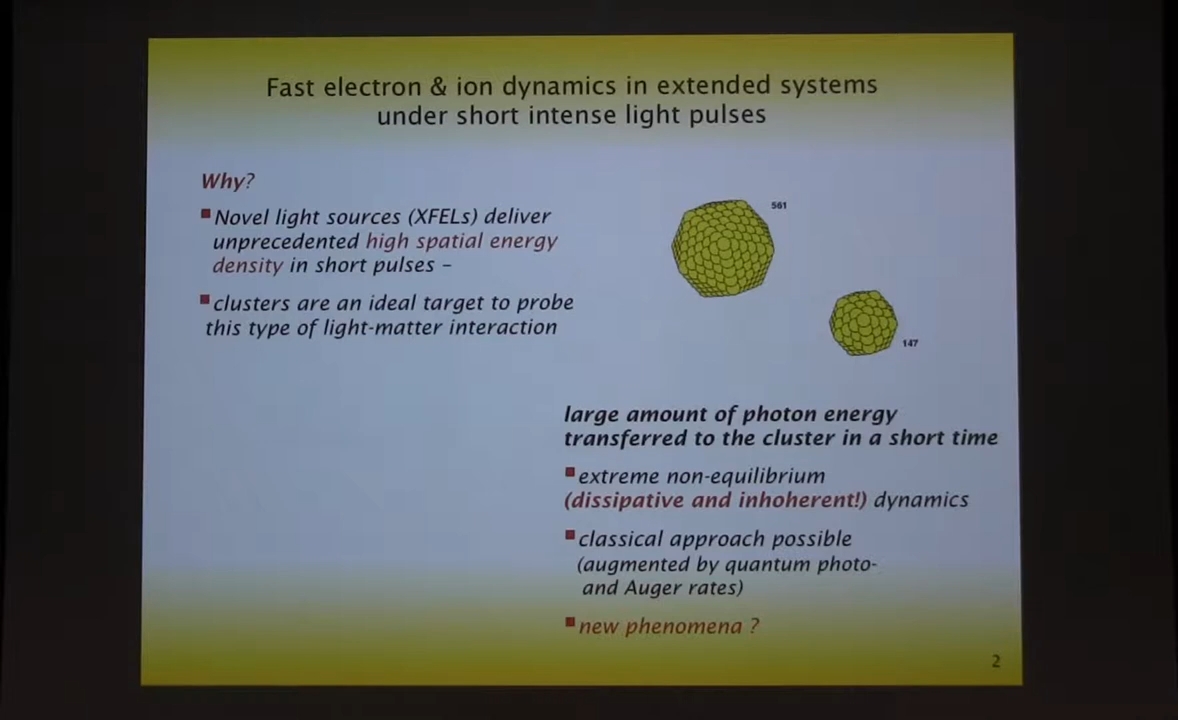 Fast electron & ion dynamics in extended systems
under short intense light pulses
Why?
Novel light sources (XFELs) deliver
unprecedented high spatial energy
density in short pulses –
clusters are an ideal target to probe
this type of light-matter interaction
561
147
large amount of photon energy
transferred to the cluster in a short time
extreme non-equilibrium
(dissipative and inhoherent!) dynamics
classical approach possible
(augmented by quantum photo-
and Auger rates)
new phenomena ?
2